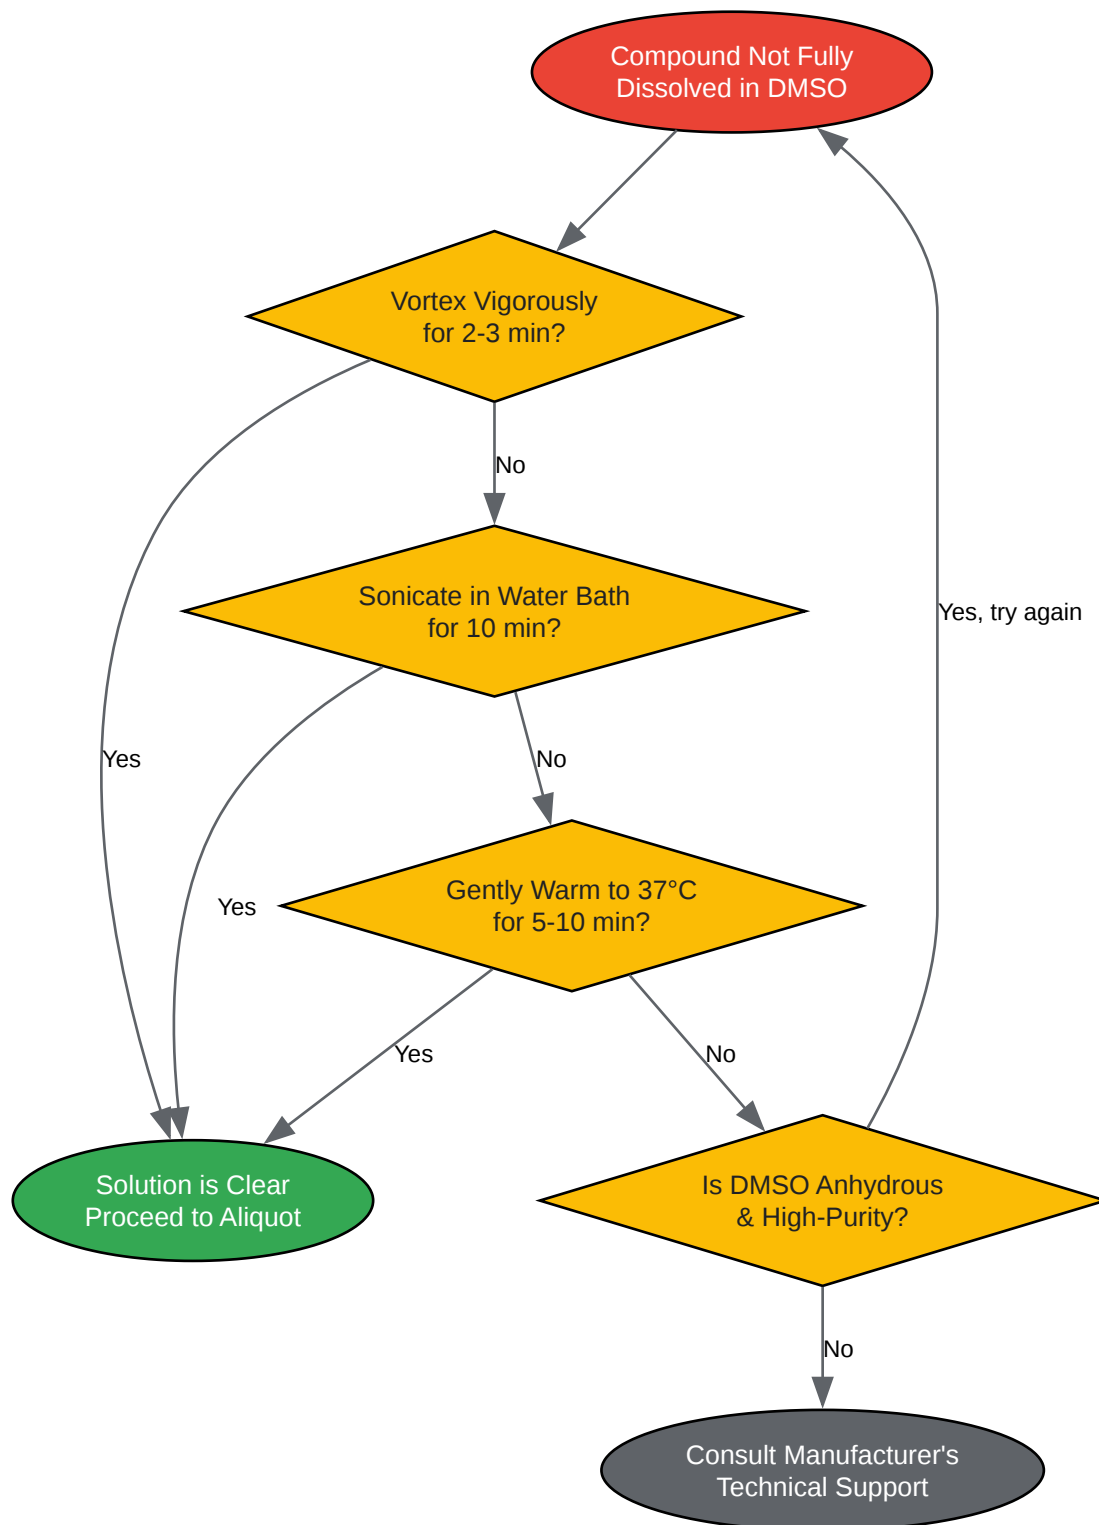 Compound Not Fully
Dissolved in DMSO
Vortex Vigorously
for 2-3 min?
No
Sonicate in Water Bath
for 10 min?
Yes, try again
Yes
No
Gently Warm to 37°C
for 5-10 min?
Yes
Yes
No
Solution is Clear
Proceed to Aliquot
Is DMSO Anhydrous
& High-Purity?
No
Consult Manufacturer's
Technical Support